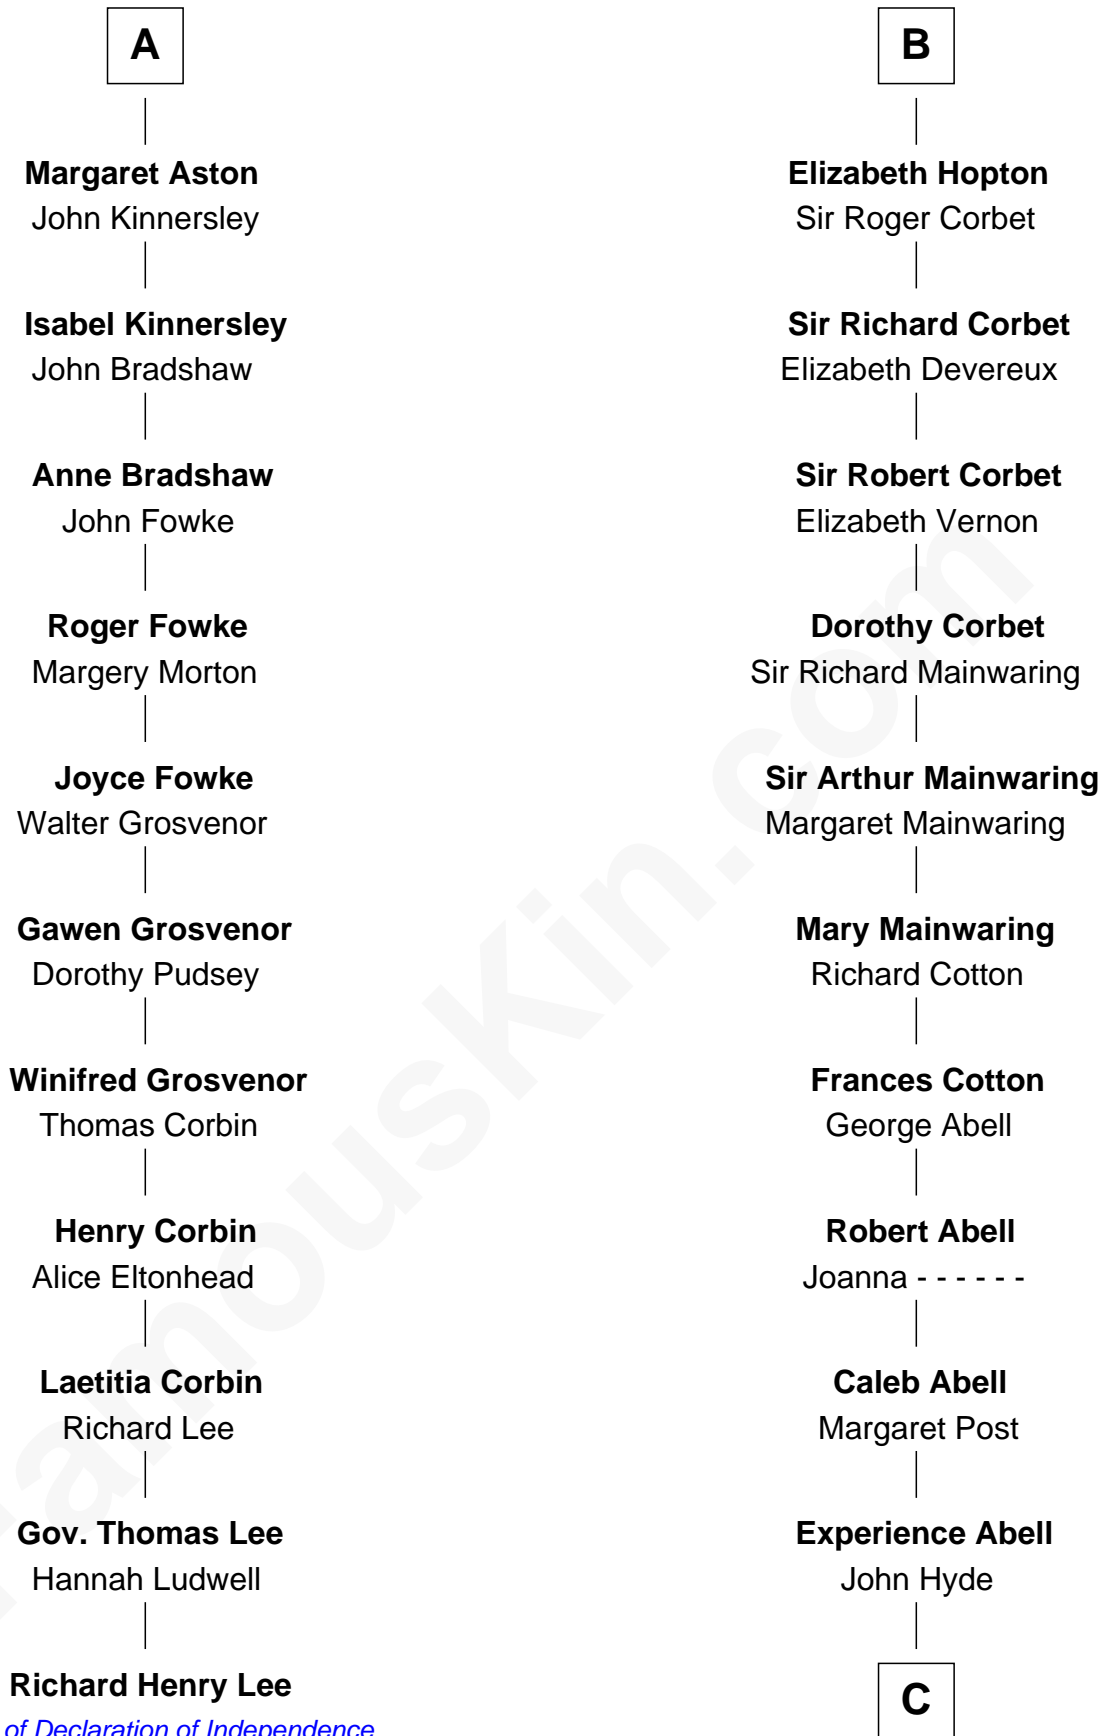 A
Margaret Aston
John Kinnersley
Isabel Kinnersley
John Bradshaw
Anne Bradshaw
John Fowke
Roger Fowke
Margery Morton
Joyce Fowke
Walter Grosvenor
Gawen Grosvenor
Dorothy Pudsey
Winifred Grosvenor
Thomas Corbin
Henry Corbin
Alice Eltonhead
Laetitia Corbin
Richard Lee
Gov. Thomas Lee
Hannah Ludwell
Richard Henry Lee
of Declaration of Independence
B
Elizabeth Hopton
Sir Roger Corbet
Sir Richard Corbet
Elizabeth Devereux
Sir Robert Corbet
Elizabeth Vernon
Dorothy Corbet
Sir Richard Mainwaring
Sir Arthur Mainwaring
Margaret Mainwaring
Mary Mainwaring
Richard Cotton
Frances Cotton
George Abell
Robert Abell
Joanna - - - - - -
Caleb Abell
Margaret Post
Experience Abell
John Hyde
C
FamousKin.com